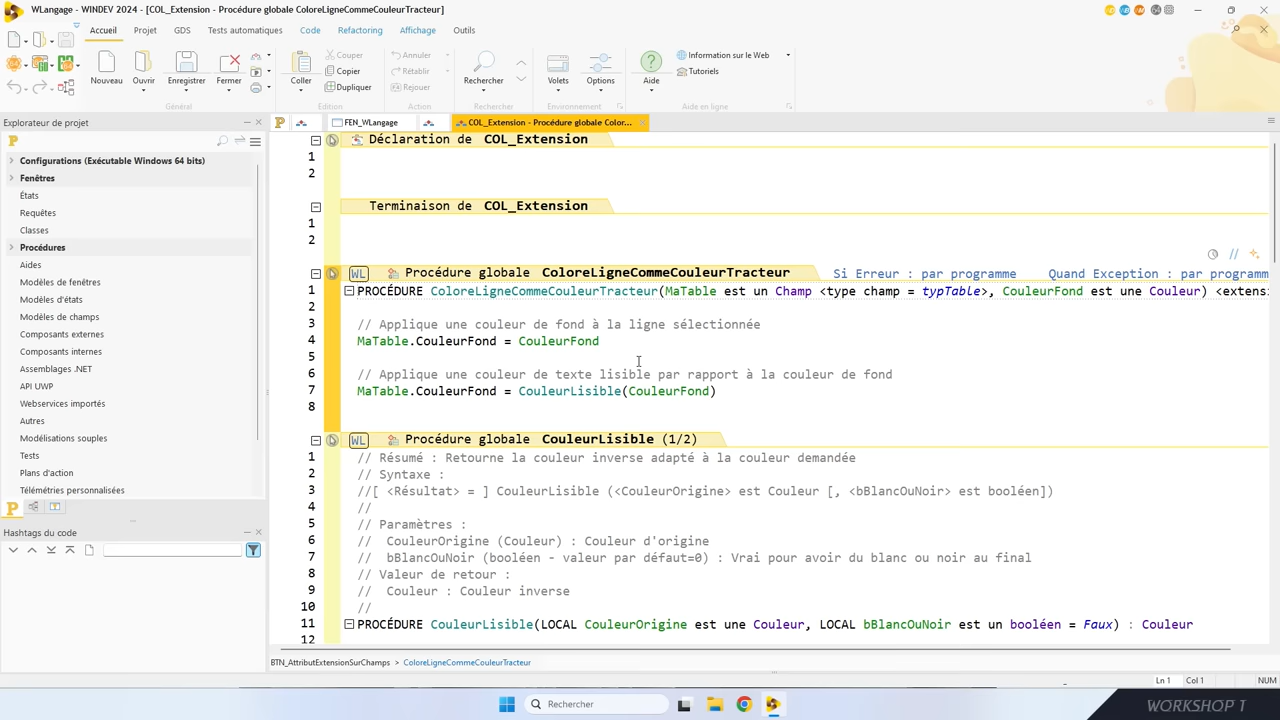 WLangage - WINDEV 2024 - [COL_Extension - Procédure globale ColoreLigneCommeCouleurTracteur]
Accueil Projet GDS Tests automatiques Code Refactoring Affichage Outils
Nouveau Ouvrir Enregistrer Fermer
Général
Coller
Couper
Copier
Dupliquer
Edition
Annuler
Rétablir
Rejouer
Action
Rechercher
Rechercher
Volets Options
Environnement
Aide
Information sur le Web
Tutoriels
Aide en ligne
Explorateur de projet
FEN_WLangage
COL_Extension - Procédure globale Color...
Configurations (Exécutable Windows 64 bits)
Fenêtres
États
Requêtes
Classes
Procédures
Aides
Modèles de fenêtres
Modèles d'états
Modèles de champs
Composants externes
Composants internes
Assemblages .NET
API UWP
Webservices importés
Autres
Modélisations souples
Tests
Plans d'action
Télémétries personnalisées
Hashtags du code
Déclaration de COL_Extension
1
2
Terminaison de COL_Extension
1
2
WL Procédure globale ColoreLigneCommeCouleurTracteur Si Erreur : par programme Quand Exception : par programm
1 PROCÉDURE ColoreLigneCommeCouleurTracteur(MaTable est un Champ <type champ = typTable>, CouleurFond est une Couleur) <extensi
2
3 // Applique une couleur de fond à la ligne sélectionnée
4 MaTable.CouleurFond = CouleurFond
5
6 // Applique une couleur de texte lisible par rapport à la couleur de fond
7 MaTable.CouleurFond = CouleurLisible(CouleurFond)
8
WL Procédure globale CouleurLisible (1/2)
1 // Résumé : Retourne la couleur inverse adapté à la couleur demandée
2 // Syntaxe :
3 //[ <Résultat> = ] CouleurLisible (<CouleurOrigine> est Couleur [, <bBlancOuNoir> est booléen])
4 //
5 // Paramètres :
6 // CouleurOrigine (Couleur) : Couleur d'origine
7 // bBlancOuNoir (booléen - valeur par défaut=0) : Vrai pour avoir du blanc ou noir au final
8 // Valeur de retour :
9 // Couleur : Couleur inverse
10 //
11 PROCÉDURE CouleurLisible(LOCAL CouleurOrigine est une Couleur, LOCAL bBlancOuNoir est un booléen = Faux) : Couleur
12
BTN_AttributExtensionSurChamps > ColoreLigneCommeCouleurTracteur
Ln 1 Col 1 NUM
Rechercher
WORKSHOP T